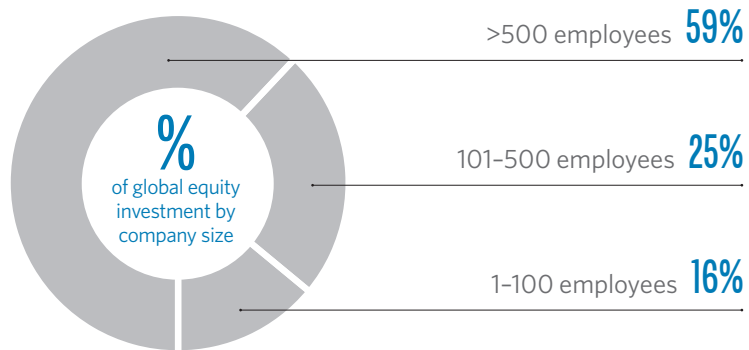 >500 employees 59%
%
of global equity
investment by
company size
101–500 employees 25%
1–100 employees 16%